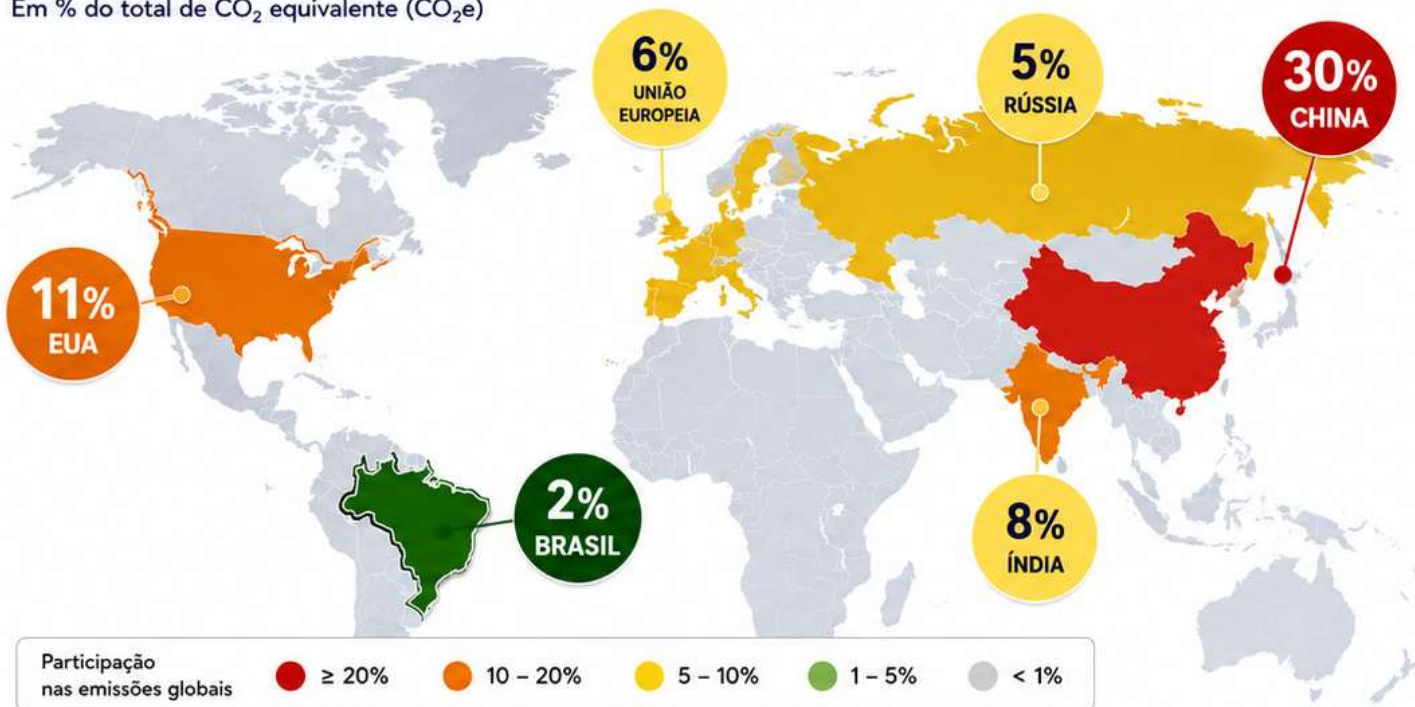 Em % do total de CO₂ equivalente (CO₂e)
6%
UNIÃO
EUROPEIA
5%
RÚSSIA
30%
CHINA
11%
EUA
2%
BRASIL
8%
ÍNDIA
Participação
nas emissões globais
≥ 20%
10 – 20%
5 – 10%
1 – 5%
< 1%